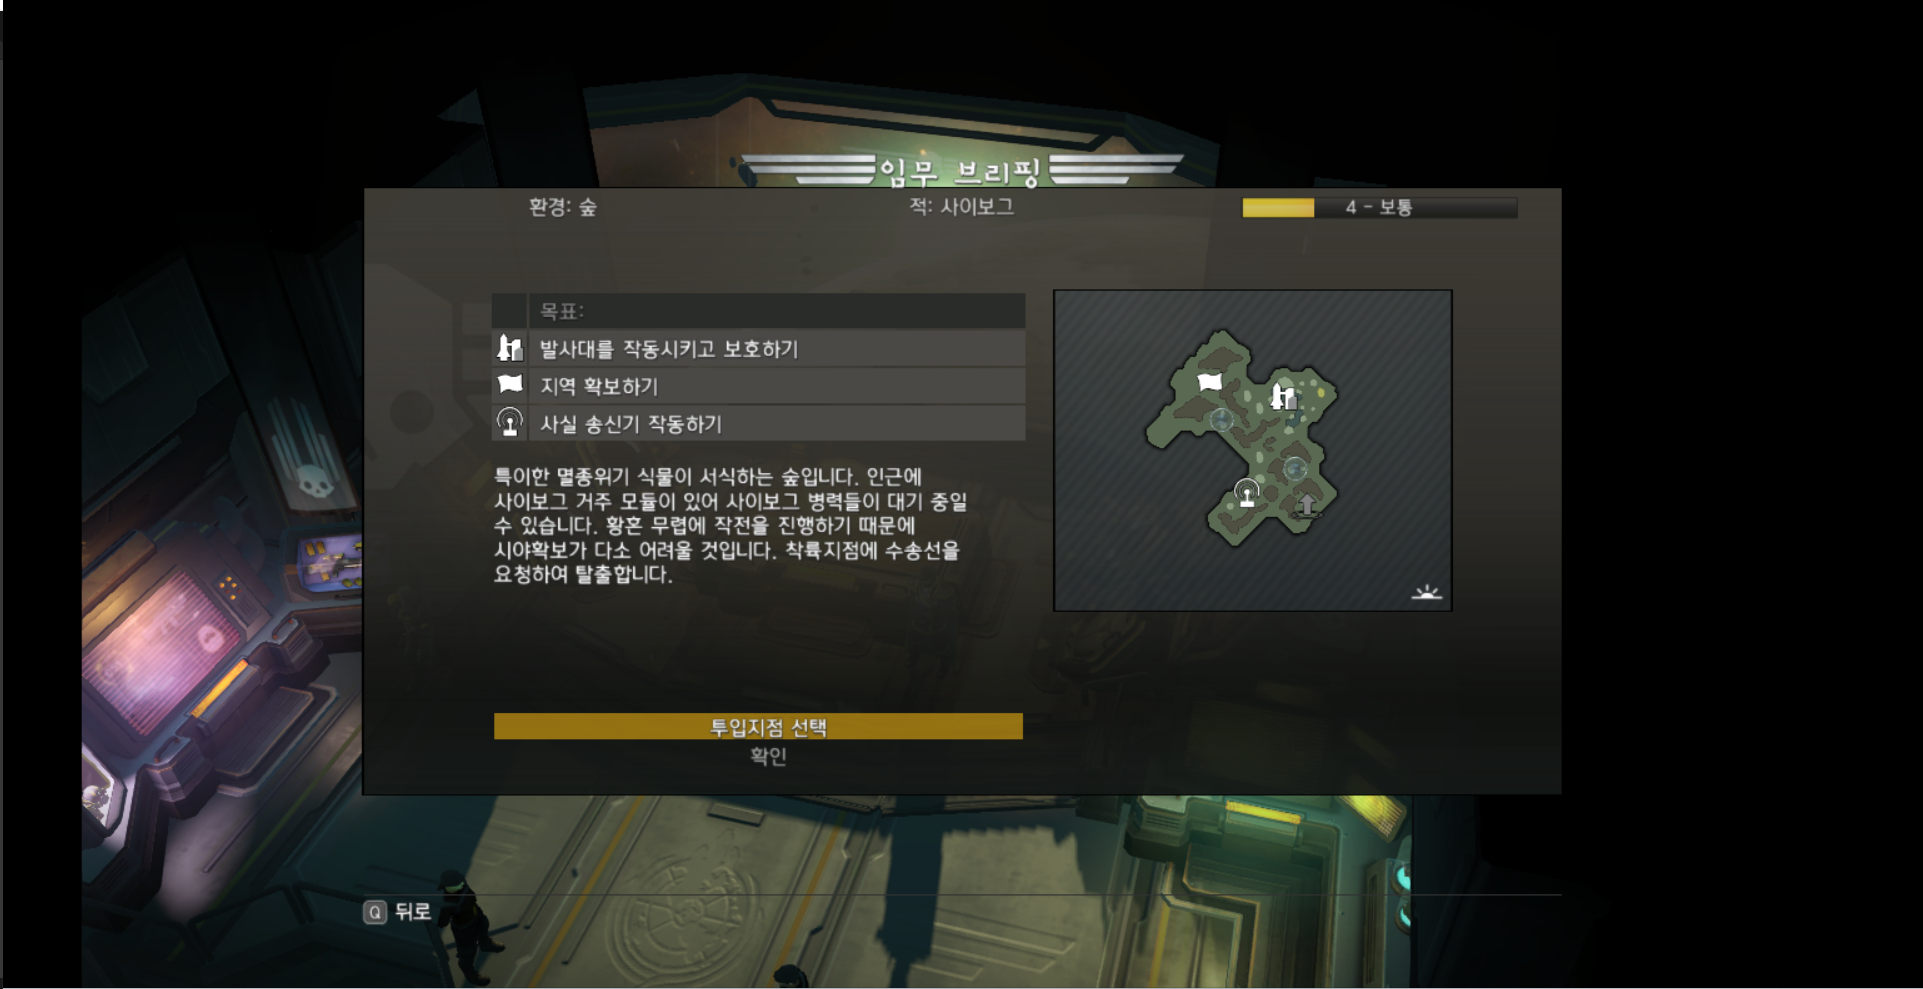 임무 브리핑
환경: 숲
적: 사이보그
4 - 보통
목표:
발사대를 작동시키고 보호하기
지역 확보하기
사실 송신기 작동하기
특이한 멸종위기 식물이 서식하는 숲입니다. 인근에
사이보그 거주 모듈이 있어 사이보그 병력들이 대기 중일
수 있습니다. 황혼 무렵에 작전을 진행하기 때문에
시야확보가 다소 어려울 것입니다. 착륙지점에 수송선을
요청하여 탈출합니다.
투입지점 선택
확인
Q 뒤로